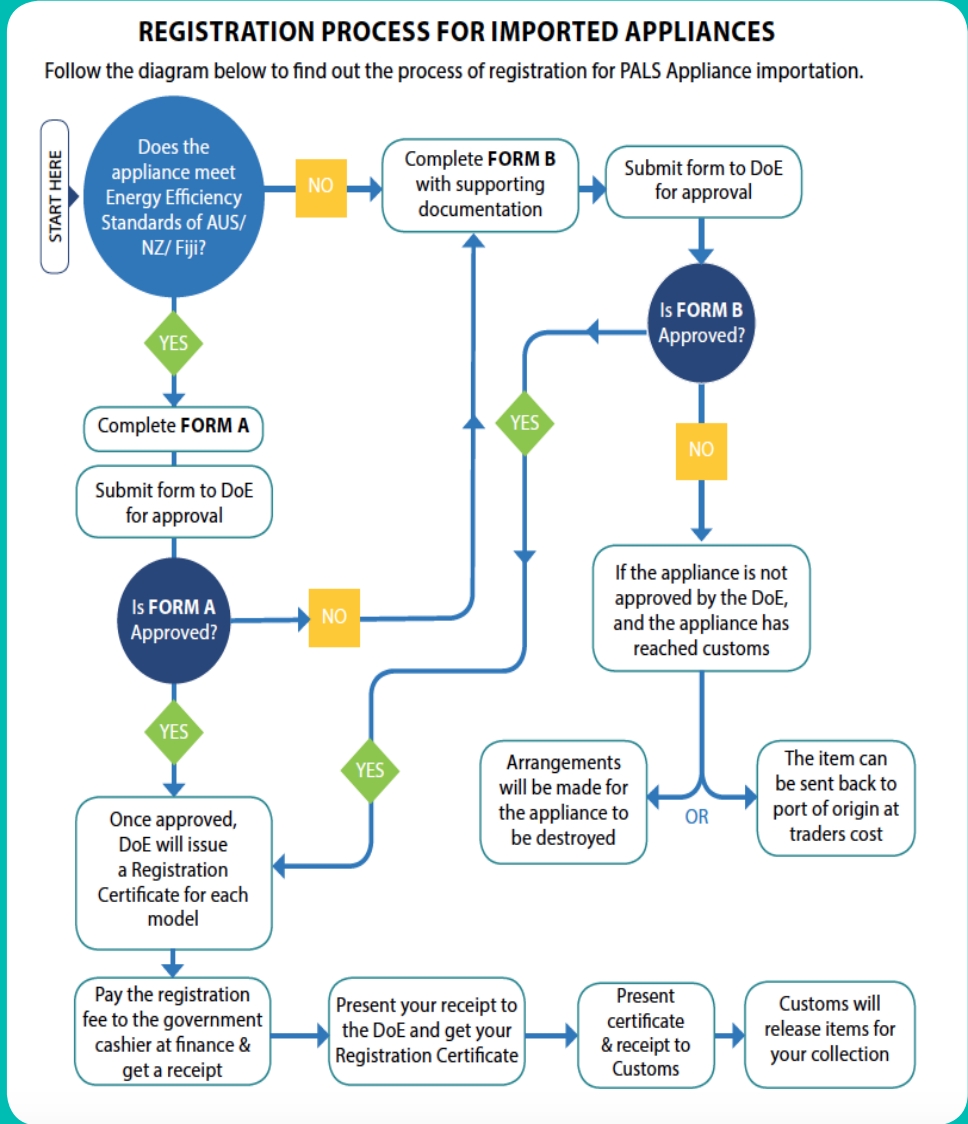 REGISTRATION PROCESS FOR IMPORTED APPLIANCES
Follow the diagram below to find out the process of registration for PALS Appliance importation.
START HERE
Does the
appliance meet
Energy Efficiency
Standards of AUS/
NZ/ Fiji?
NO
Complete FORM B
with supporting
documentation
Submit form to DoE
for approval
Is FORM B
Approved?
YES
NO
YES
Complete FORM A
Submit form to DoE
for approval
Is FORM A
Approved?
NO
If the appliance is not
approved by the DoE,
and the appliance has
reached customs
YES
YES
Arrangements
will be made for
the appliance to
be destroyed
OR
The item can
be sent back to
port of origin at
traders cost
Once approved,
DoE will issue
a Registration
Certificate for each
model
Pay the registration
fee to the government
cashier at finance &
get a receipt
Present your receipt to
the DoE and get your
Registration Certificate
Present
certificate
& receipt to
Customs
Customs will
release items for
your collection